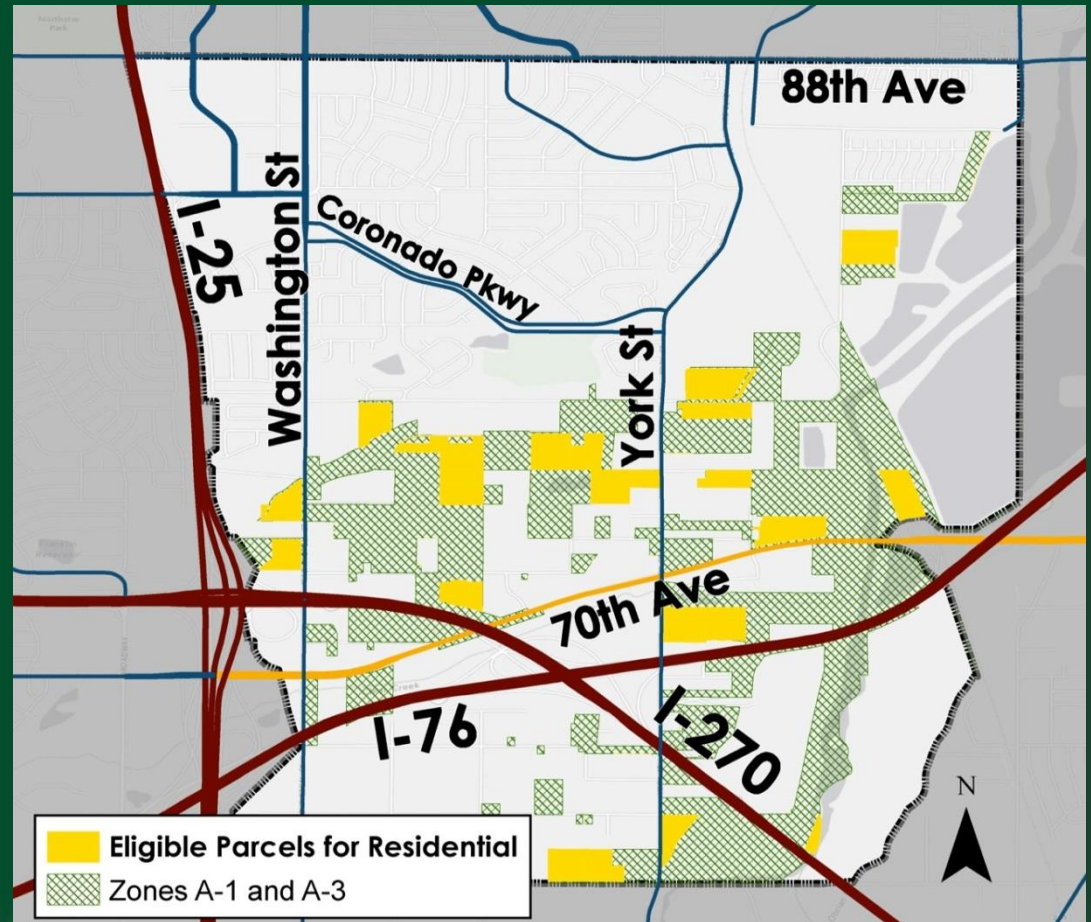 88th Ave
I-25
Washington St
Coronado Pkwy
York St
70th Ave
Creek
I-76
I-270
N
Eligible Parcels for Residential
Zones A-1 and A-3